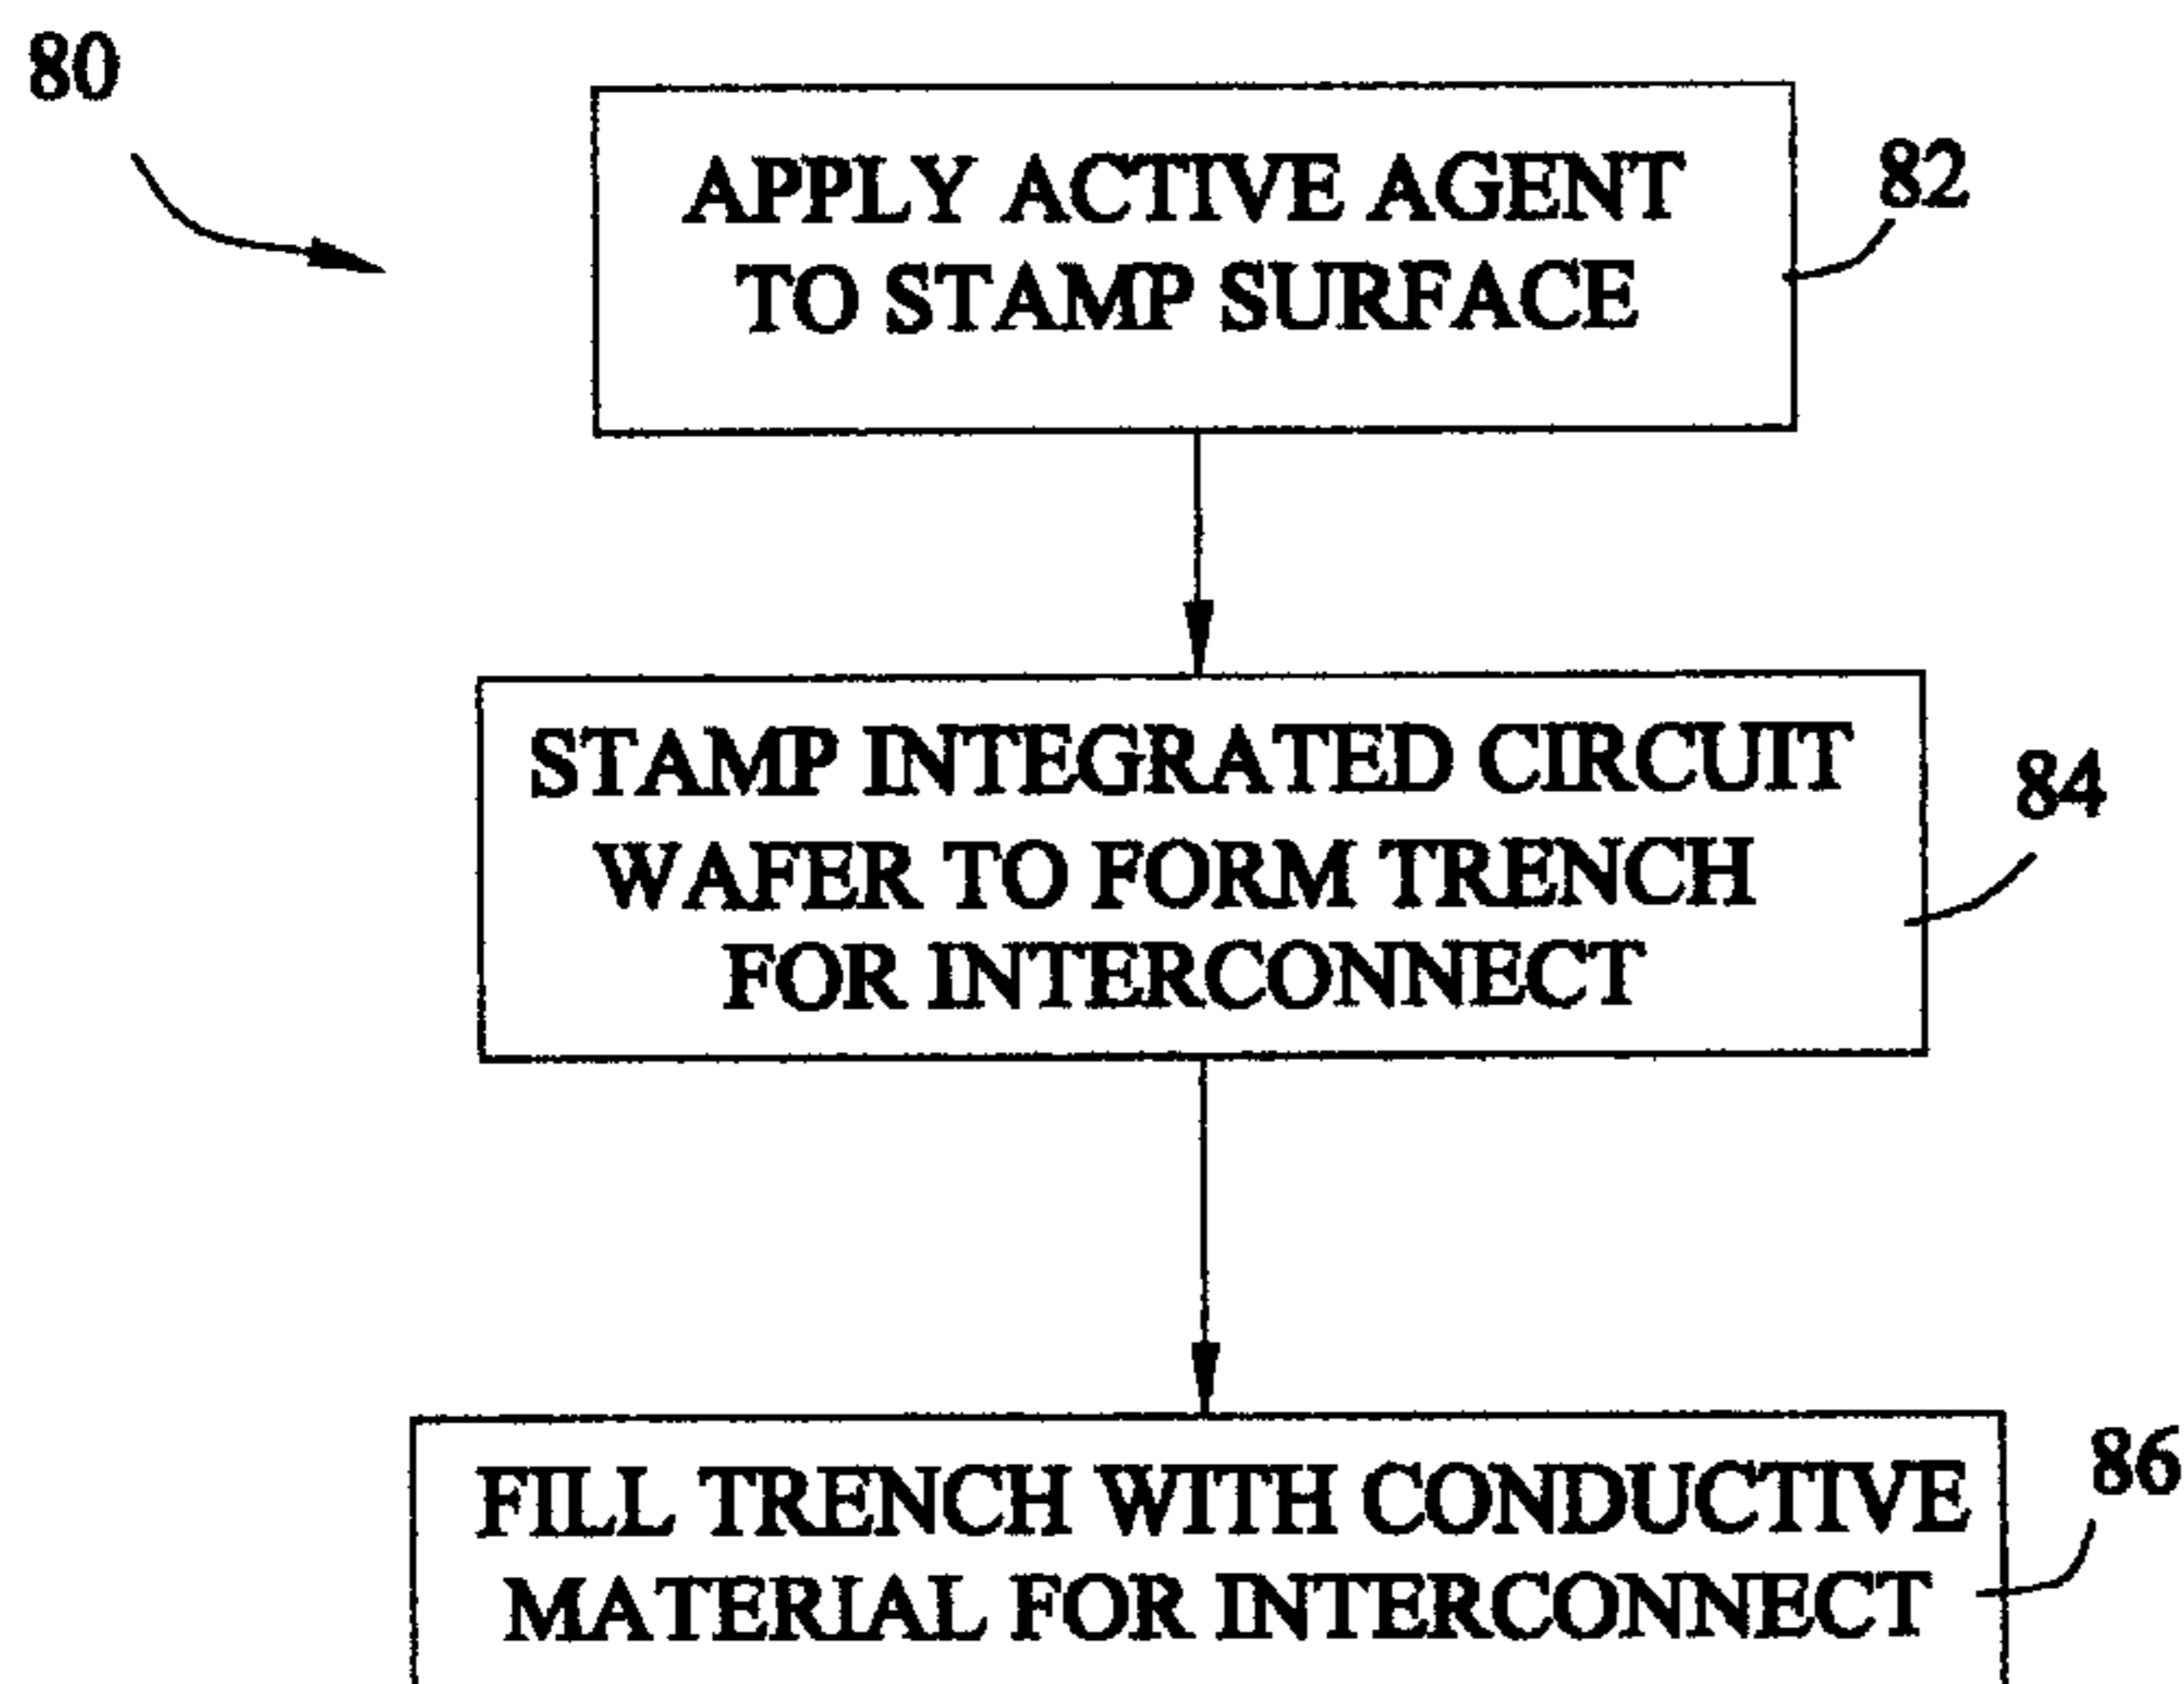 80
APPLY ACTIVE AGENT
TO STAMP SURFACE
82
STAMP INTEGRATED CIRCUIT
WAFER TO FORM TRENCH
FOR INTERCONNECT
84
FILL TRENCH WITH CONDUCTIVE
MATERIAL FOR INTERCONNECT
86